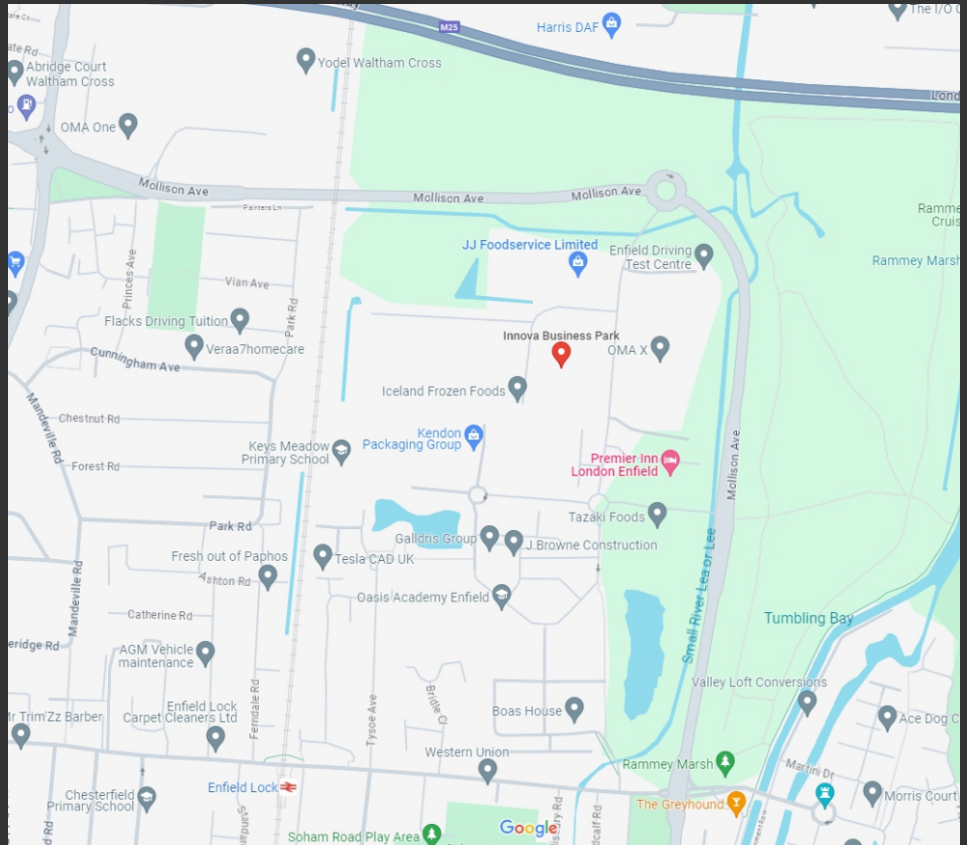 The I/O
M25
Harris DAF
Yodel Waltham Cross
Abridge Court
Waltham Cross
OMA One
Lond
Mollison Ave
Mollison Ave
Mollison Ave
Painters Ln
Ramme
Cruis
JJ Foodservice Limited
Enfield Driving
Test Centre
Rammey Marsh
Princes Ave
Vian Ave
Park Rd
Flacks Driving Tuition
Innova Business Park
Veraa7homecare
OMA X
Cunningham Ave
Iceland Frozen Foods
Mandeville Rd
Chestnut Rd
Kendon
Packaging Group
Keys Meadow
Primary School
Mollison Ave
Forest Rd
Premier Inn
London Enfield
Tazaki Foods
Park Rd
Galldris Group
J Browne Construction
Fresh out of Paphos
Tesla CAD UK
Ashton Rd
Oasis Academy Enfield
Mandeville Rd
Small River Lea or Lee
Catherine Rd
Tumbling Bay
eridge Rd
AGM Vehicle
maintenance
Valley Loft Conversions
Ferndale Rd
Tysoe Ave
Bridle Cl
Enfield Lock
Carpet Cleaners Ltd
Mr Trim'Zz Barber
Boas House
Ace Dog C
Western Union
Rammey Marsh
Martini Dr
Enfield Lock
Chesterfield
Primary School
The Greyhound
Morris Court
Google
Soham Road Play Area